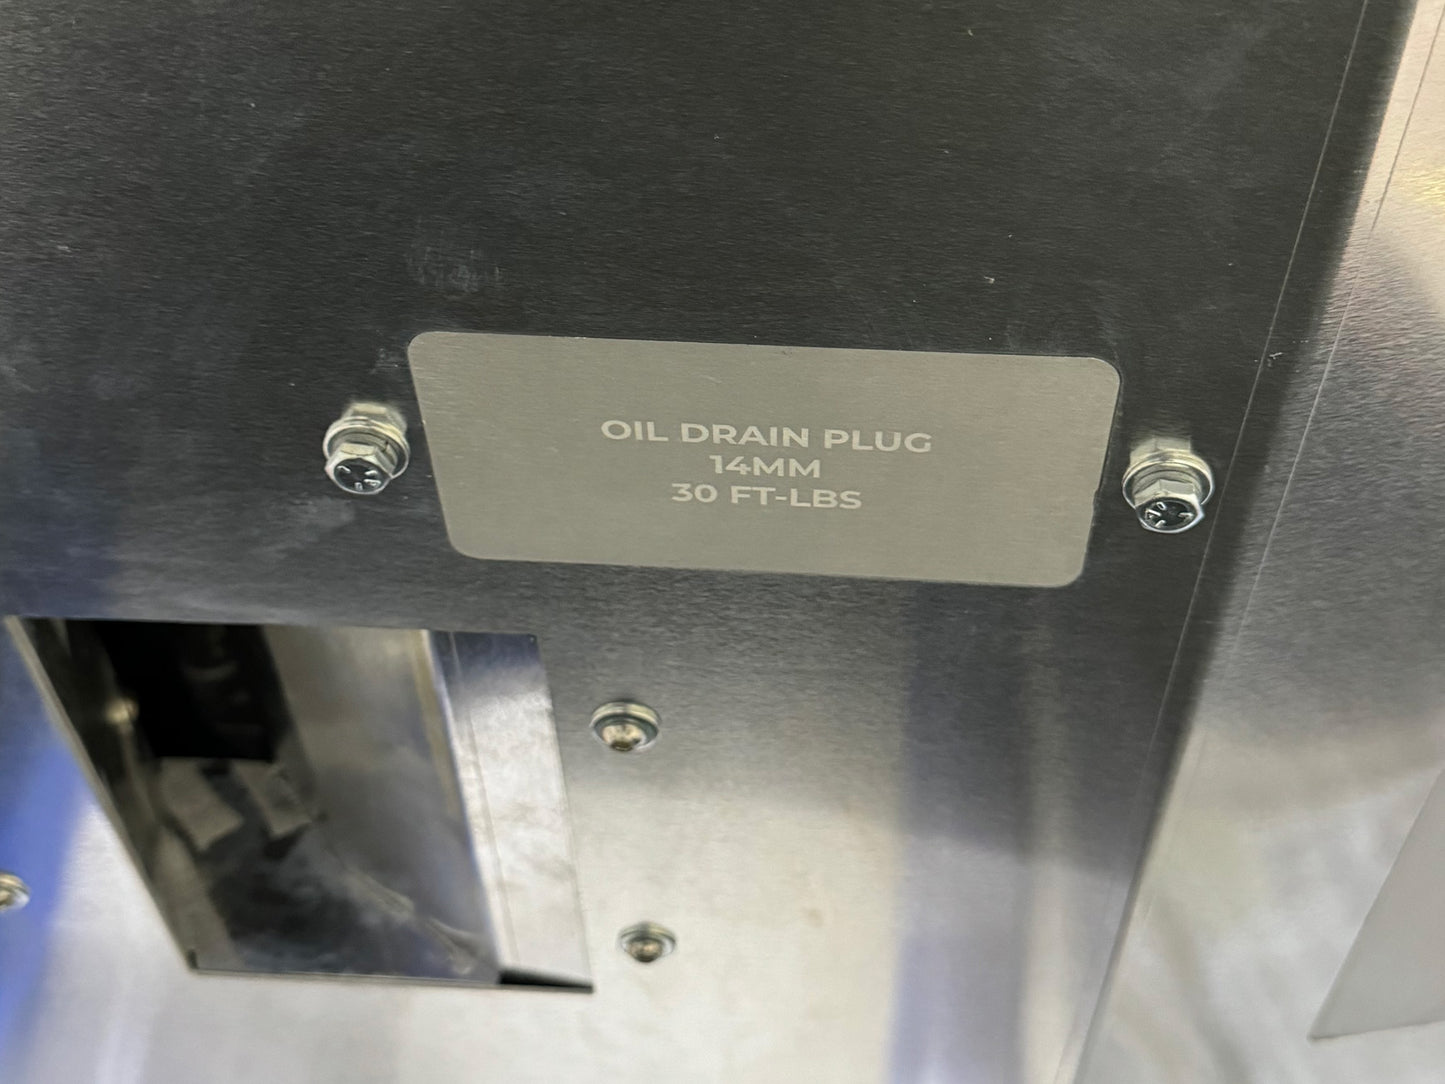 OIL DRAIN PLUG
14MM
30 FT-LBS